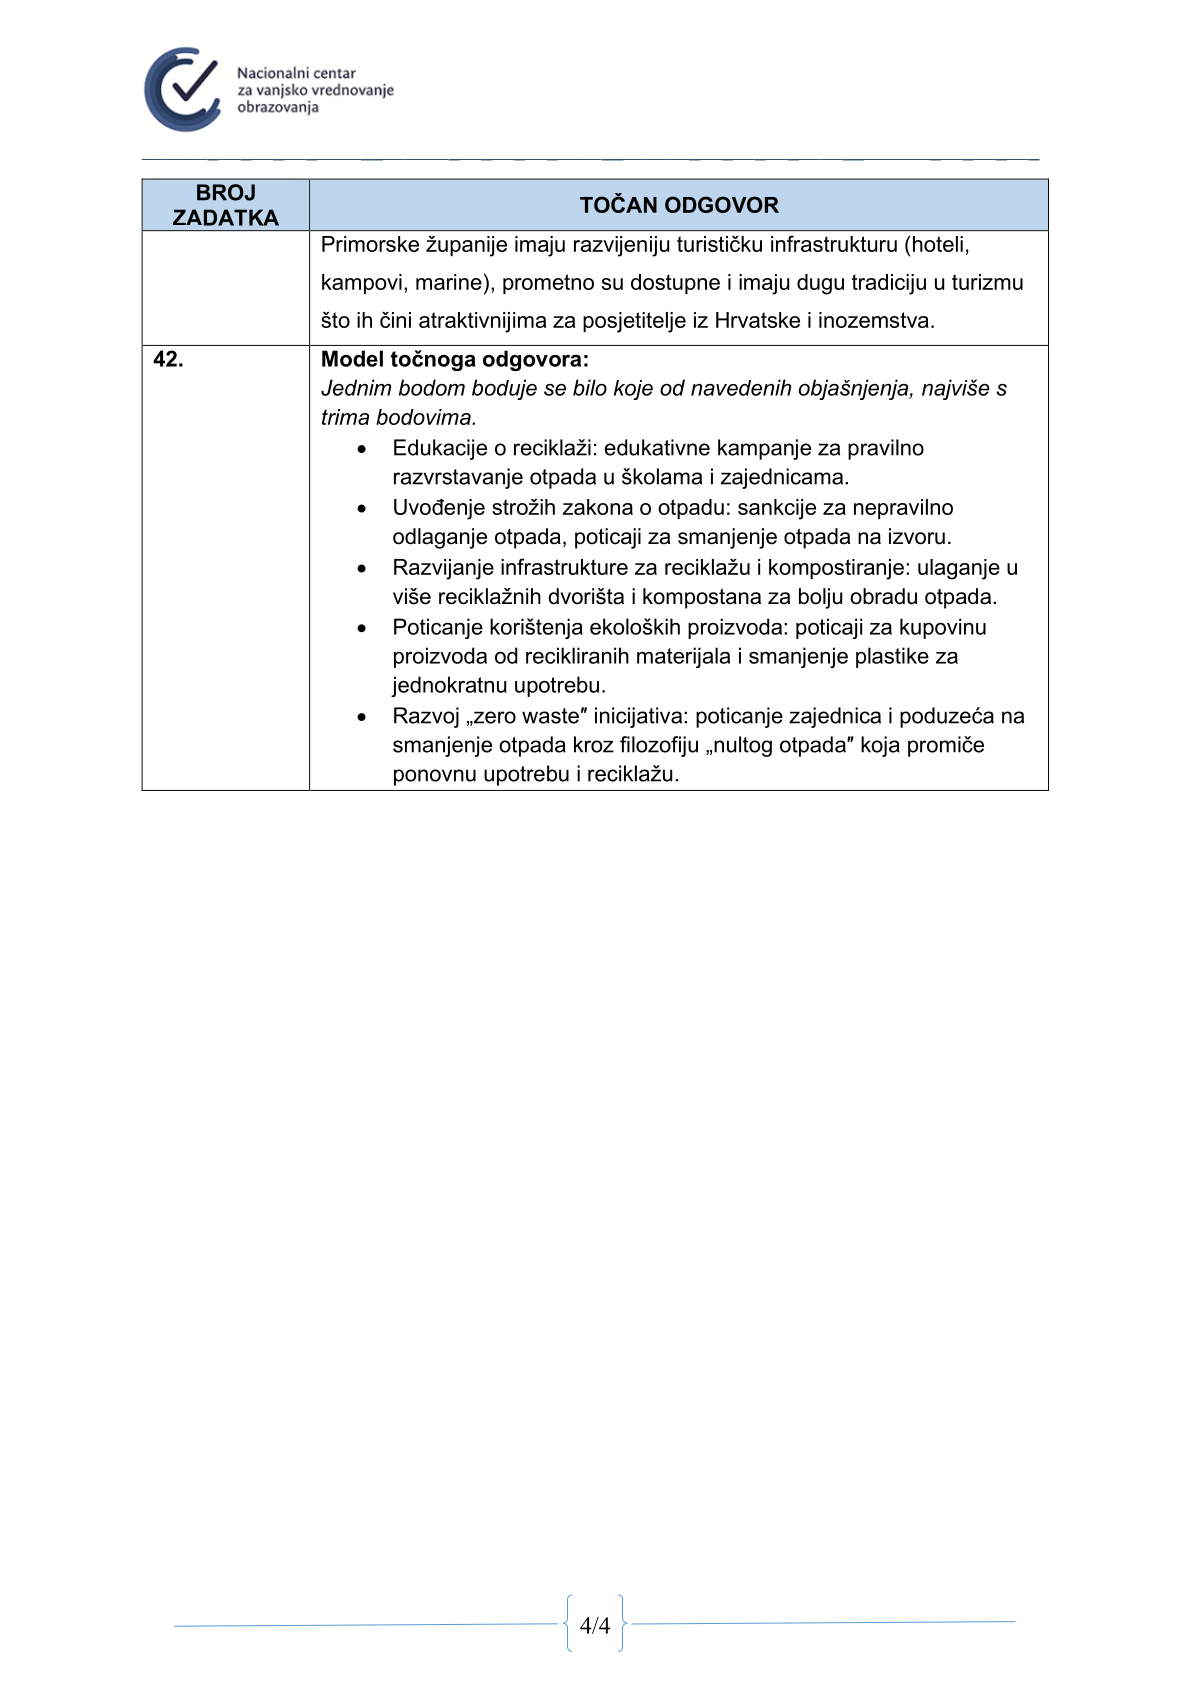 Nacionalni centar
za vanjsko vrednovanje
obrazovanja
BROJ
ZADATKA
TOČAN ODGOVOR
Primorske županije imaju razvijeniju turističku infrastrukturu (hoteli,
kampovi, marine), prometno su dostupne i imaju dugu tradiciju u turizmu
što ih čini atraktivnijima za posjetitelje iz Hrvatske i inozemstva.
42.
Model točnoga odgovora:
Jednim bodom boduje se bilo koje od navedenih objašnjenja, najviše s
trima bodovima.
• Edukacije o reciklaži: edukativne kampanje za pravilno
razvrstavanje otpada u školama i zajednicama.
• Uvođenje strožih zakona o otpadu: sankcije za nepravilno
odlaganje otpada, poticaji za smanjenje otpada na izvoru.
• Razvijanje infrastrukture za reciklažu i kompostiranje: ulaganje u
više reciklažnih dvorišta i kompostana za bolju obradu otpada.
• Poticanje korištenja ekoloških proizvoda: poticaji za kupovinu
proizvoda od recikliranih materijala i smanjenje plastike za
jednokratnu upotrebu.
• Razvoj „zero waste″ inicijativa: poticanje zajednica i poduzeća na
smanjenje otpada kroz filozofiju „nultog otpada″ koja promiče
ponovnu upotrebu i reciklažu.
4/4